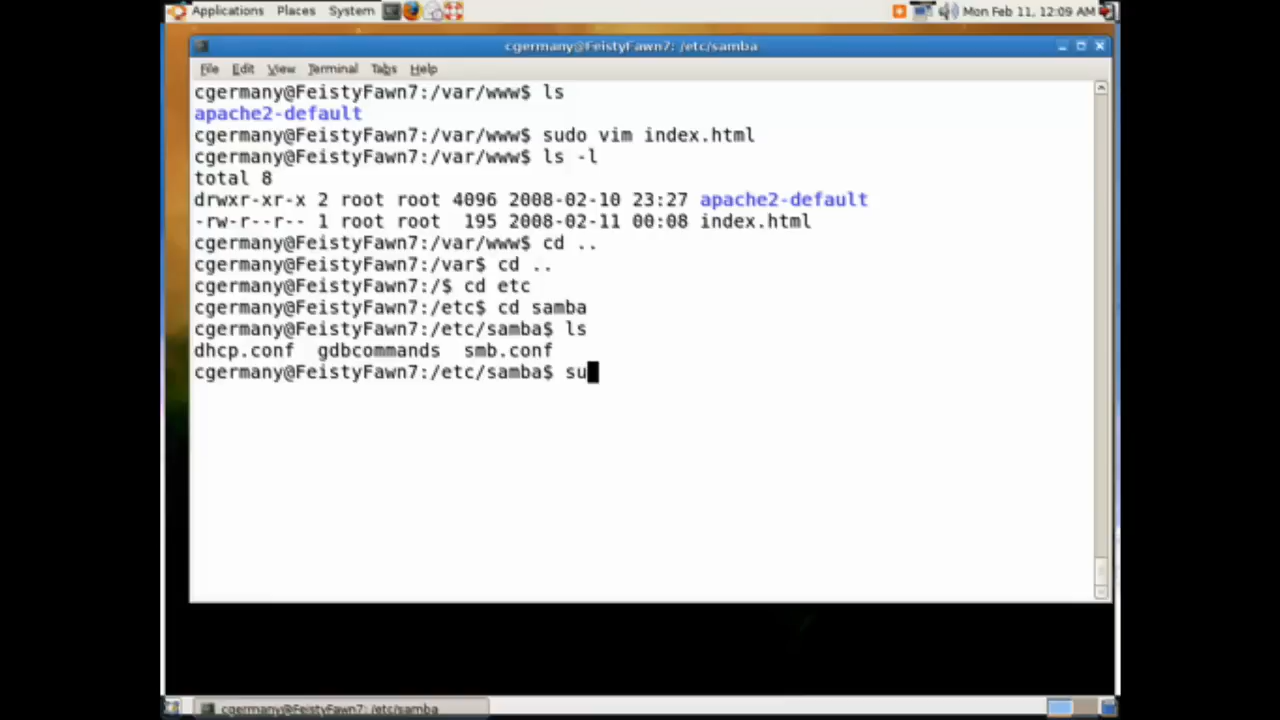 Applications Places System Mon Feb 11, 12:09 AM
cgermany@FeistyFawn7: /etc/samba
File Edit View Terminal Tabs Help
cgermany@FeistyFawn7:/var/www$ ls
apache2-default
cgermany@FeistyFawn7:/var/www$ sudo vim index.html
cgermany@FeistyFawn7:/var/www$ ls -l
total 8
drwxr-xr-x 2 root root 4096 2008-02-10 23:27 apache2-default
-rw-r--r-- 1 root root  195 2008-02-11 00:08 index.html
cgermany@FeistyFawn7:/var/www$ cd ..
cgermany@FeistyFawn7:/var$ cd ..
cgermany@FeistyFawn7:/$ cd etc
cgermany@FeistyFawn7:/etc$ cd samba
cgermany@FeistyFawn7:/etc/samba$ ls
dhcp.conf  gdbcommands  smb.conf
cgermany@FeistyFawn7:/etc/samba$ su
cgermany@FeistyFawn7: /etc/samba